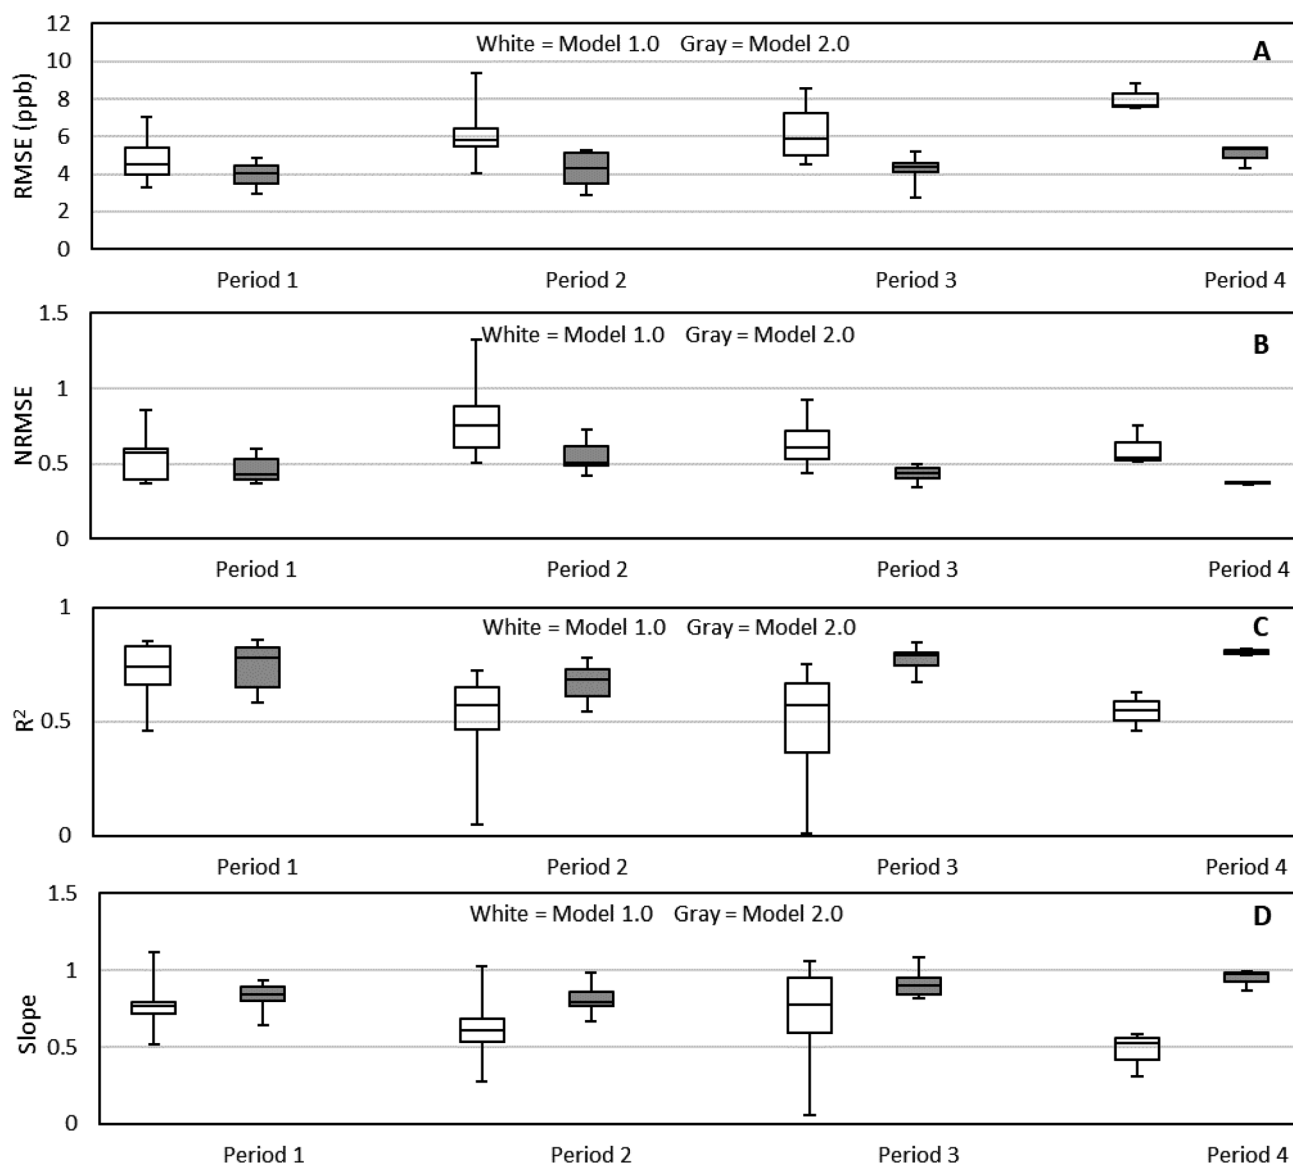 12
White = Model 1.0 Gray = Model 2.0
A
10
8
6
4
2
0
RMSE (ppb)
Period 1 Period 2 Period 3 Period 4
1.5
White = Model 1.0 Gray = Model 2.0
B
1
0.5
0
NRMSE
Period 1 Period 2 Period 3 Period 4
1
White = Model 1.0 Gray = Model 2.0
C
0.5
0
R²
Period 1 Period 2 Period 3 Period 4
1.5
White = Model 1.0 Gray = Model 2.0
D
1
0.5
0
Slope
Period 1 Period 2 Period 3 Period 4